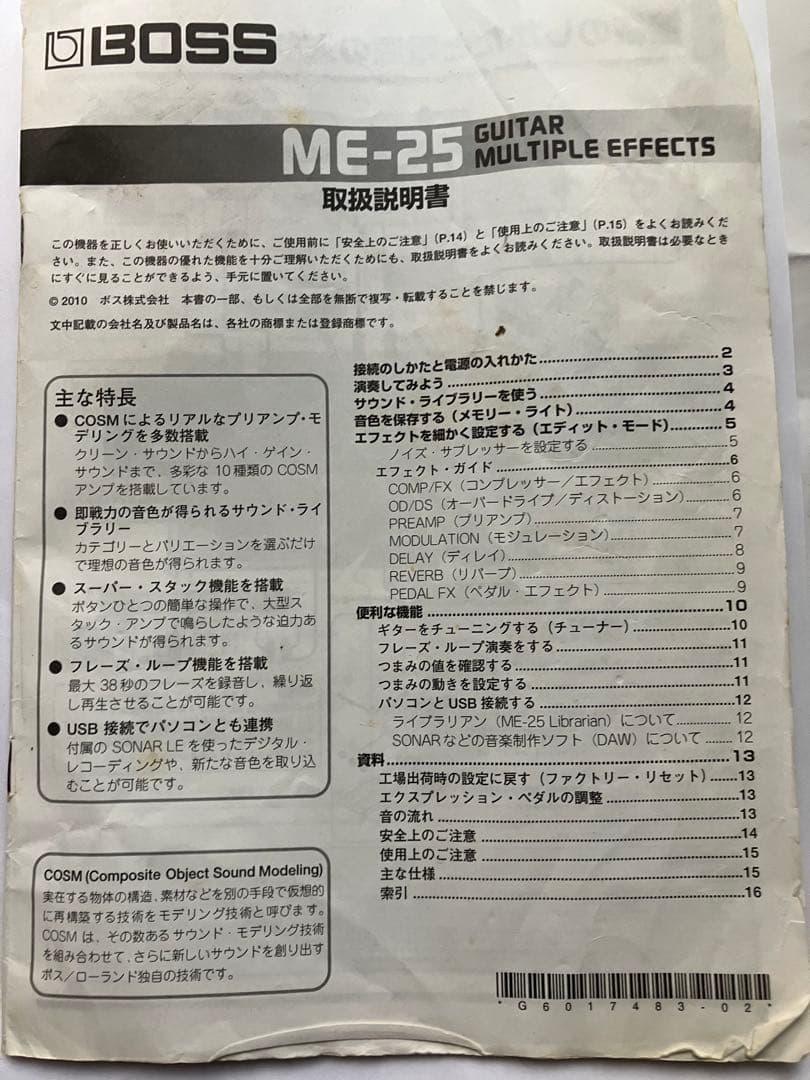 BOSS
ME-25 GUITAR MULTIPLE EFFECTS
取扱説明書
この機器を正しくお使いいただくために、ご使用前に「安全上のご注意」(P.14) と「使用上のご注意」(P.15) をよくお読みくだ
さい。また、この機器の優れた機能を十分ご理解いただくためにも、取扱説明書をよくお読みください。取扱説明書は必要なとき
にすぐに見ることができるよう、手元に置いてください。
© 2010 ボス株式会社 本書の一部、もしくは全部を無断で複写・転載することを禁じます。
文中記載の会社名及び製品名は、各社の商標または登録商標です。
主な特長
● COSM によるリアルなプリアンプ・モ
デリングを多数搭載
クリーン・サウンドからハイ・ゲイン・
サウンドまで、多彩な 10 種類の COSM
アンプを搭載しています。
● 即戦力の音色が得られるサウンド・ライ
ブラリー
カテゴリーとバリエーションを選ぶだけ
で理想の音色が得られます。
● スーパー・スタック機能を搭載
ボタンひとつの簡単な操作で、大型ス
タック・アンプで鳴らしたような迫力あ
るサウンドが得られます。
● フレーズ・ループ機能を搭載
最大 38 秒のフレーズを録音し、繰り返
し再生させることが可能です。
● USB 接続でパソコンとも連携
付属の SONAR LE を使ったデジタル・
レコーディングや、新たな音色を取り込
むことが可能です。
COSM (Composite Object Sound Modeling)
実在する物体の構造、素材などを別の手段で仮想的
に再構築する技術をモデリング技術と呼びます。
COSM は、その数あるサウンド・モデリング技術
を組み合わせて、さらに新しいサウンドを創り出す
ボス/ローランド独自の技術です。
接続のしかたと電源の入れかた 2
演奏してみよう 3
サウンド・ライブラリーを使う 4
音色を保存する（メモリー・ライト） 4
エフェクトを細かく設定する（エディット・モード） 5
ノイズ・サプレッサーを設定する 5
エフェクト・ガイド 6
COMP/FX（コンプレッサー／エフェクト） 6
OD/DS（オーバードライブ／ディストーション） 6
PREAMP（プリアンプ） 7
MODULATION（モジュレーション） 7
DELAY（ディレイ） 8
REVERB（リバーブ） 9
PEDAL FX（ペダル・エフェクト） 9
便利な機能 10
ギターをチューニングする（チューナー） 10
フレーズ・ループ演奏をする 11
つまみの値を確認する 11
つまみの動きを設定する 11
パソコンと USB 接続する 12
ライブラリアン（ME-25 Librarian）について 12
SONAR などの音楽制作ソフト（DAW）について 12
資料 13
工場出荷時の設定に戻す（ファクトリー・リセット） 13
エクスプレッション・ペダルの調整 13
音の流れ 13
安全上のご注意 14
使用上のご注意 15
主な仕様 15
索引 16
* G 6 0 1 7 4 8 3 - 0 2 *